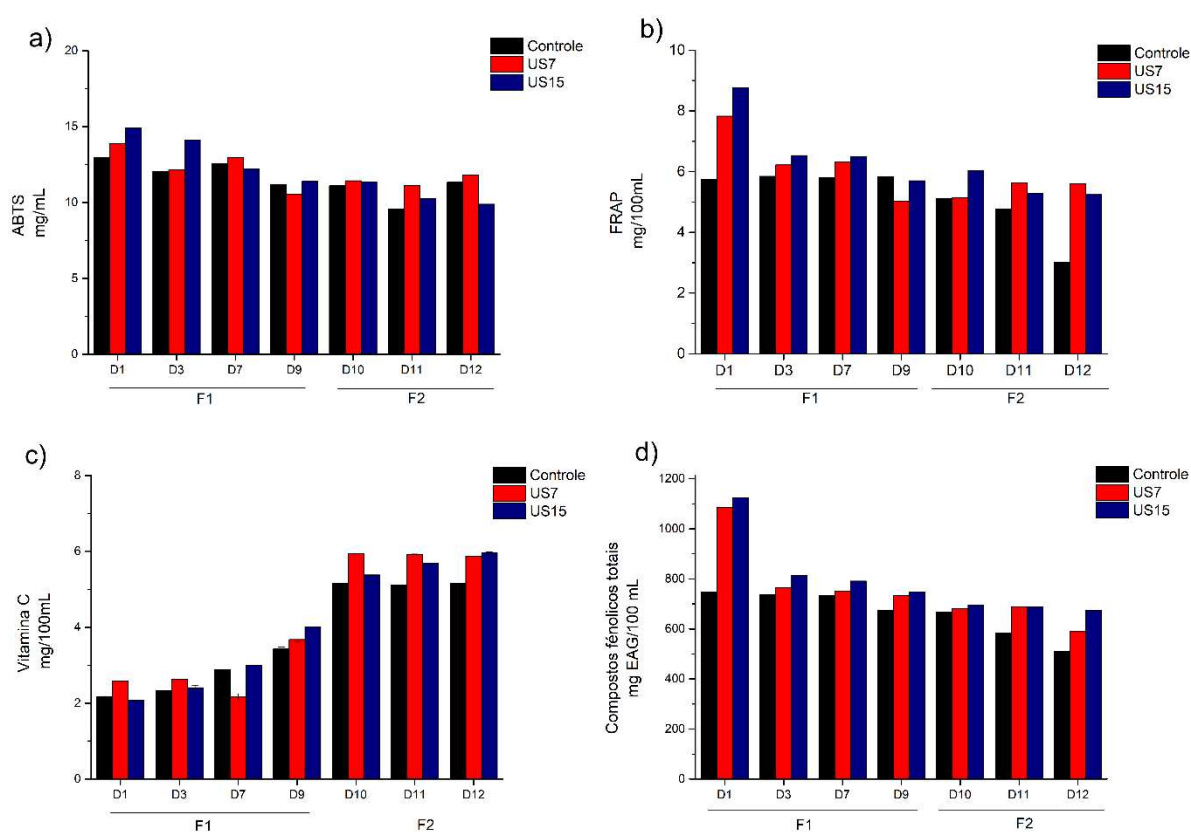 a)
20
15
10
5
0
ABTS
mg/mL
Controle
US7
US15
D1 D3 D7 D9 D10 D11 D12
F1 F2
b)
10
8
6
4
2
0
FRAP
mg/100mL
Controle
US7
US15
D1 D3 D7 D9 D10 D11 D12
F1 F2
c)
8
6
4
2
0
Vitamina C
mg/100mL
Controle
US7
US15
D1 D3 D7 D9 D10 D11 D12
F1 F2
d)
1200
1000
800
600
400
200
0
Compostos fénolicos totais
mg EAG/100 mL
Controle
US7
US15
D1 D3 D7 D9 D10 D11 D12
F1 F2